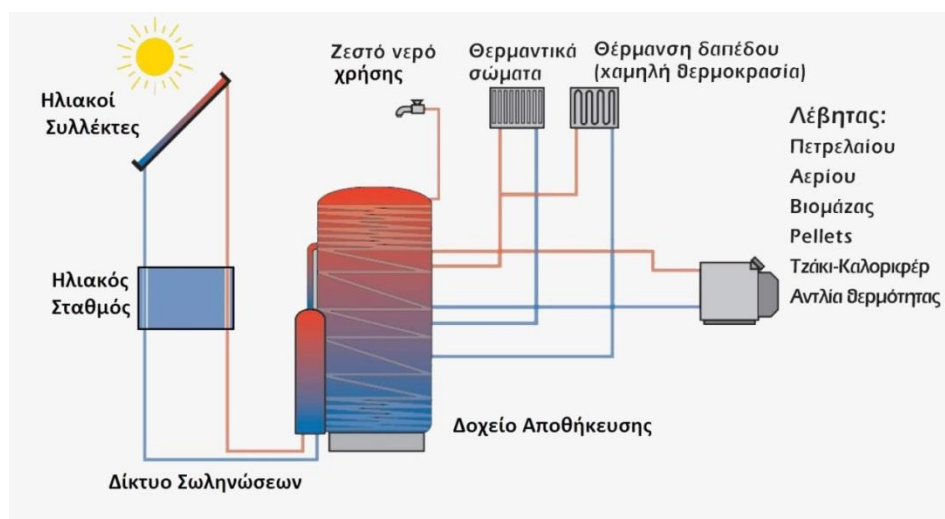 Ζεστό νερό
χρήσης
Θερμαντικά
σώματα
Θέρμανση δαπέδου
(χαμηλή θερμοκρασία)
Ηλιακοί
Συλλέκτες
Λέβητας:
Πετρελαίου
Αερίου
Βιομάζας
Pellets
Τζάκι-Καλοριφέρ
Αντλία θερμότητας
Ηλιακός
Σταθμός
Δοχείο Αποθήκευσης
Δίκτυο Σωληνώσεων